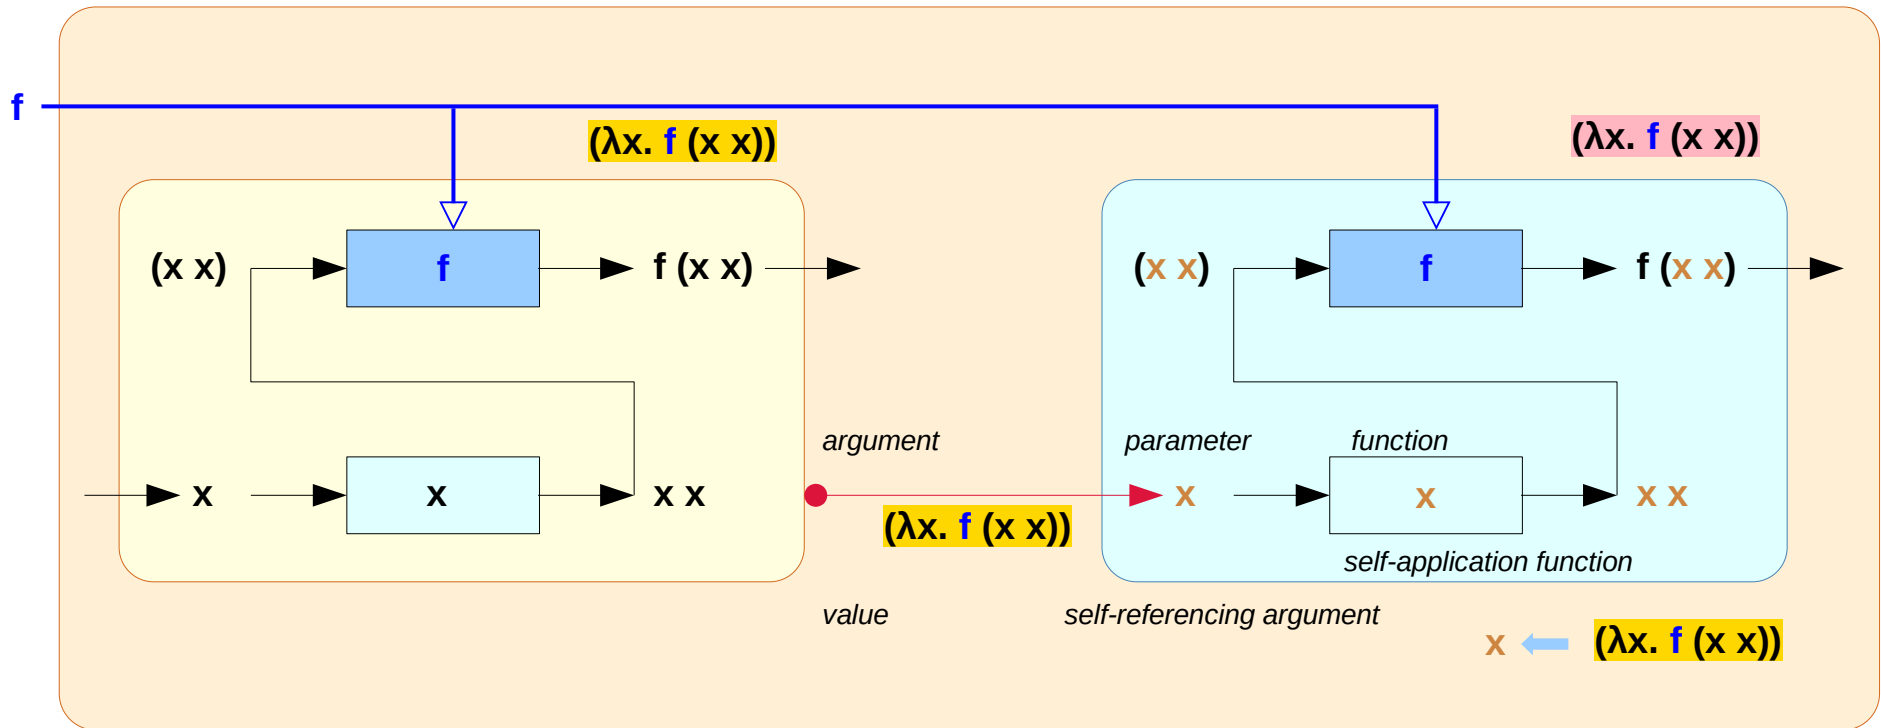 f
(λx. f (x x))
(λx. f (x x))
(x x)
f
f (x x)
(x x)
f
f (x x)
argument
parameter
function
x
x
x x
x
x
x x
(λx. f (x x))
self-application function
value
self-referencing argument
x
(λx. f (x x))